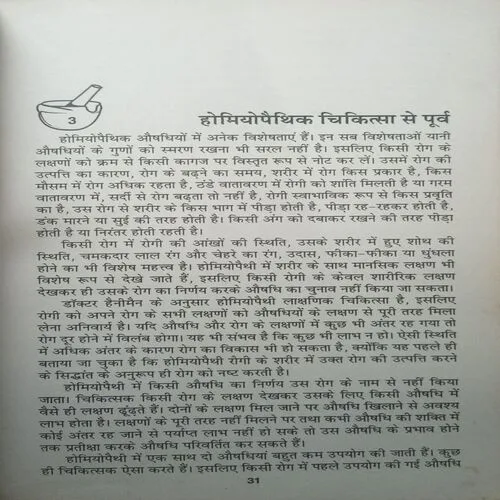 3
होमियोपैथिक चिकित्सा से पूर्व
होमियोपैथिक औषधियों में अनेक विशेषताएं हैं। इन सब विशेषताओं यानी
औषधियों के गुणों को स्मरण रखना भी सरल नहीं है। इसलिए किसी रोग के
लक्षणों को क्रम से किसी कागज पर विस्तृत रूप से नोट कर लें। उसमें रोग की
उत्पत्ति का कारण, रोग के बढ़ने का समय, शरीर में रोग किस प्रकार है, किस
मौसम में रोग अधिक रहता है, ठंडे वातावरण में रोगी को शांति मिलती है या गरम
वातावरण में, सर्दी से रोग बढ़ता तो नहीं है, रोगी स्वाभाविक रूप से किस प्रवृति
का है, उस रोग से शरीर के किस भाग में पीड़ा होती है, पीड़ा रह-रहकर होती है,
डंक मारने या सुई की तरह होती है। किसी अंग को दबाकर रखने की तरह पीड़ा
होती है या निरंतर होती रहती है।
किसी रोग में रोगी की आंखों की स्थिति, उसके शरीर में हुए शोथ की
स्थिति, चमकदार लाल रंग और चेहरे का रंग, उदास, फीका-फीका या धुंधला
होने का भी विशेष महत्त्व है। होमियोपैथी में शरीर के साथ मानसिक लक्षण भी
विशेष रूप से देखे जाते हैं, इसलिए किसी रोगी के केवल शारीरिक लक्षण
देखकर ही उसके रोग का निर्णय करके औषधि का चुनाव नहीं किया जा सकता।
डॉक्टर हैनीमैन के अनुसार होमियोपैथी लाक्षणिक चिकित्सा है, इसलिए
रोगी को अपने रोग के सभी लक्षणों को औषधियों के लक्षण से पूरी तरह मिला
लेना अनिवार्य है। यदि औषधि और रोग के लक्षणों में कुछ भी अंतर रह गया तो
रोग दूर होने में विलंब होगा। यह भी संभव है कि कुछ भी लाभ न हो। ऐसी स्थिति
में अधिक अंतर के कारण रोग का विकास भी हो सकता है, क्योंकि यह पहले ही
बताया जा चुका है कि होमियोपैथी रोगी के शरीर में उक्त रोग की उत्पत्ति करने
के सिद्धांत के अनुरूप ही रोग को नष्ट करती है।
होमियोपैथी में किसी औषधि का निर्णय उस रोग के नाम से नहीं किया
जाता। चिकित्सक किसी रोग के लक्षण देखकर उसके लिए किसी औषधि में
वैसे ही लक्षण ढूंढ़ते हैं। दोनों के लक्षण मिल जाने पर औषधि खिलाने से अवश्य
लाभ होता है। लक्षणों के पूरी तरह नहीं मिलने पर तथा कभी औषधि की शक्ति में
कोई अंतर रह जाने से पर्याप्त लाभ नहीं हो सके तो उस औषधि के प्रभाव होने
तक प्रतीक्षा करके औषधि परिवर्तित कर सकते हैं।
होमियोपैथी में एक साथ दो औषधियां बहुत कम उपयोग की जाती हैं। कुछ
ही चिकित्सक ऐसा करते हैं। इसलिए किसी रोग में पहले उपयोग की गई औषधि
31